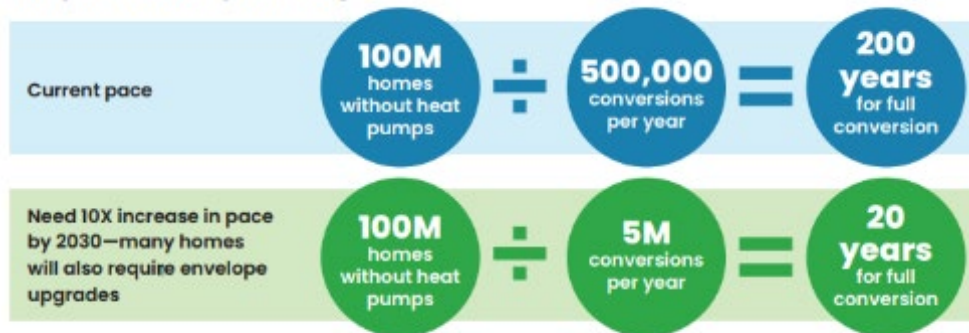 Current pace
100M
homes
without heat
pumps
÷
500,000
conversions
per year
=
200
years
for full
conversion
Need 10X increase in pace
by 2030—many homes
will also require envelope
upgrades
100M
homes
without heat
pumps
÷
5M
conversions
per year
=
20
years
for full
conversion